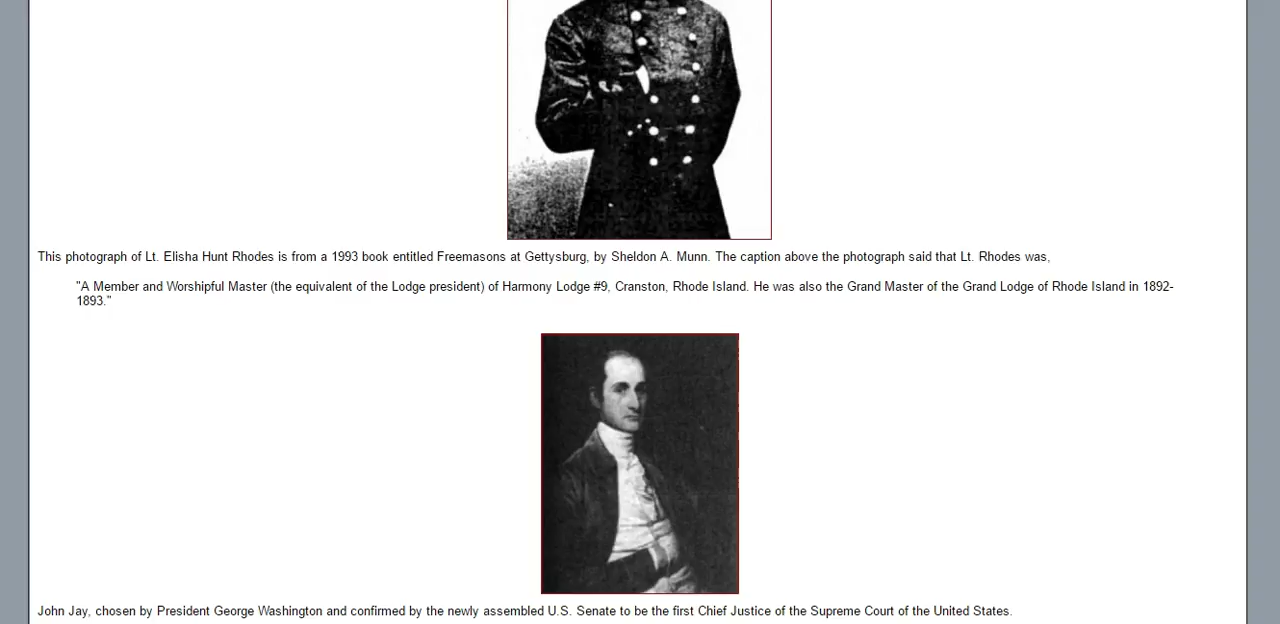 This photograph of Lt. Elisha Hunt Rhodes is from a 1993 book entitled Freemasons at Gettysburg, by Sheldon A. Munn. The caption above the photograph said that Lt. Rhodes was,
"A Member and Worshipful Master (the equivalent of the Lodge president) of Harmony Lodge #9, Cranston, Rhode Island. He was also the Grand Master of the Grand Lodge of Rhode Island in 1892-
1893."
John Jay, chosen by President George Washington and confirmed by the newly assembled U.S. Senate to be the first Chief Justice of the Supreme Court of the United States.